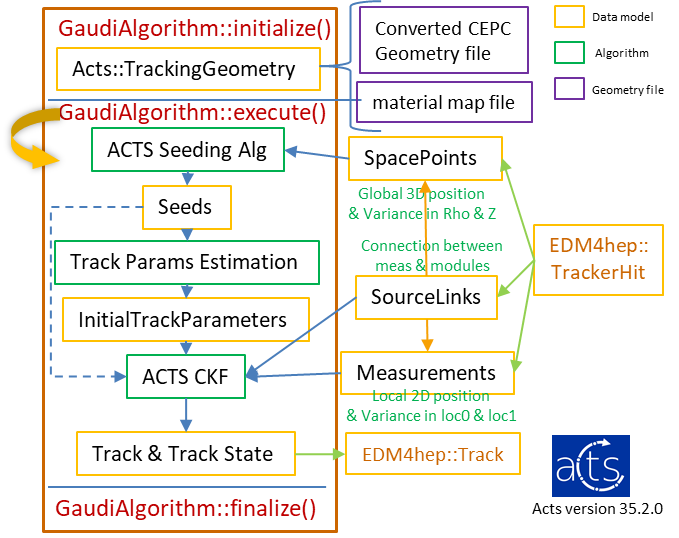 GaudiAlgorithm::initialize()
Acts::TrackingGeometry
Converted CEPC
Geometry file
material map file
Data model
Algorithm
Geometry file
GaudiAlgorithm::execute()
ACTS Seeding Alg
SpacePoints
Global 3D position
& Variance in Rho & Z
Seeds
Connection between
meas & modules
EDM4hep::
TrackerHit
Track Params Estimation
SourceLinks
InitialTrackParameters
ACTS CKF
Measurements
Local 2D position
& Variance in loc0 & loc1
Track & Track State
EDM4hep::Track
acts
Acts version 35.2.0
GaudiAlgorithm::finalize()